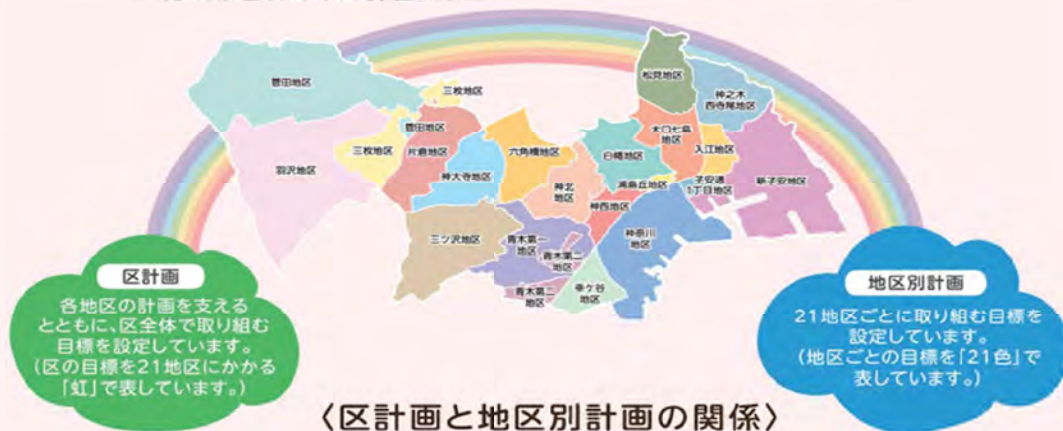 菅田地区
三枚地区
松見地区
神之木
西寺尾地区
菅田地区
三枚地区
片倉地区
羽沢地区
神大寺地区
六角橋地区
白幡地区
大口七島
地区
入江地区
神北
地区
浦島丘地区
子安通
1丁目地区
新子安地区
神西地区
三ツ沢地区
青木第一
地区
青木第二
地区
神奈川
地区
青木第二
地区
幸ケ谷
地区
区計画
各地区の計画を支える
とともに、区全体で取り組む
目標を設定しています。
(区の目標を21地区にかかる
「虹」で表しています。)
地区別計画
21地区ごとに取り組む目標を
設定しています。
(地区ごとの目標を「21色」で
表しています。)
〈区計画と地区別計画の関係〉